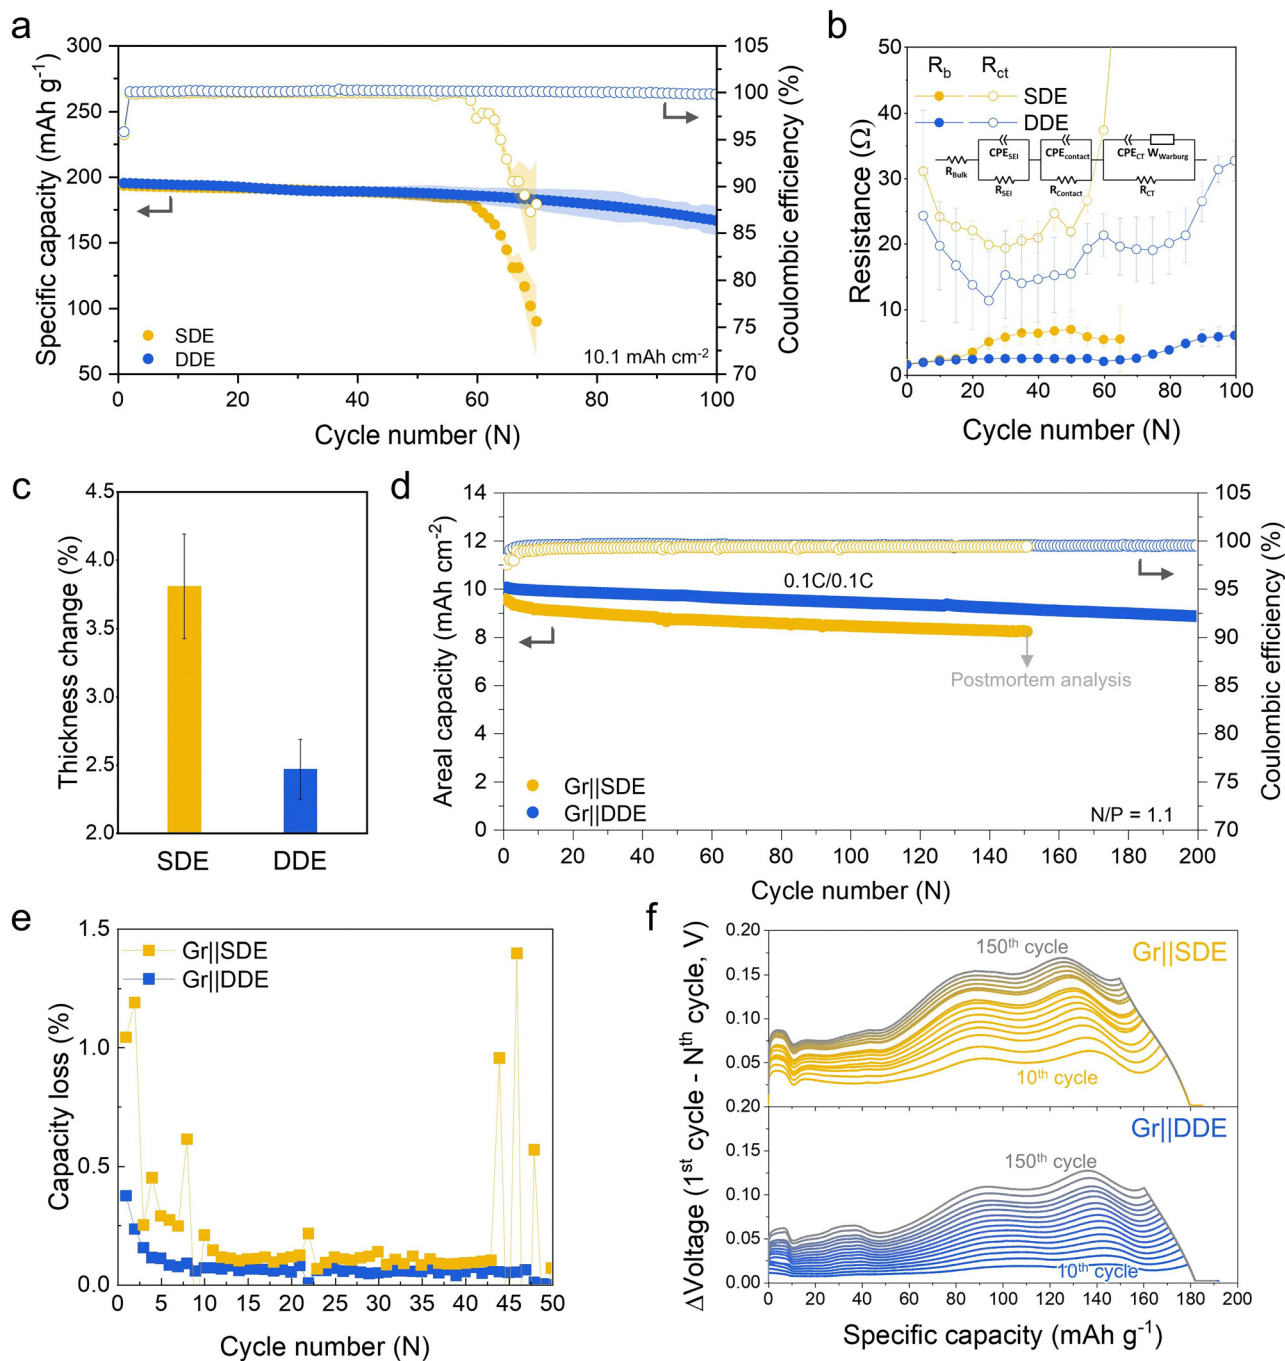 a
300
250
200
150
100
50
Specific capacity (mAh g⁻¹)
105
100
95
90
85
80
75
70
Coulombic efficiency (%)
SDE
DDE
10.1 mAh cm⁻²
0 20 40 60 80 100
Cycle number (N)
b
50
40
30
20
10
0
Resistance (Ω)
R_b R_ct
SDE
DDE
CPE_SEI CPE_contact CPE_CT W_Warburg
R_Bulk
R_SEI R_Contact R_CT
0 20 40 60 80 100
Cycle number (N)
c
4.5
4.0
3.5
3.0
2.5
2.0
Thickness change (%)
SDE DDE
d
14
12
10
8
6
4
2
0
Areal capacity (mAh cm⁻²)
105
100
95
90
85
80
75
70
Coulombic efficiency (%)
0.1C/0.1C
Postmortem analysis
Gr||SDE
Gr||DDE
N/P = 1.1
0 20 40 60 80 100 120 140 160 180 200
Cycle number (N)
e
1.5
1.0
0.5
0.0
Capacity loss (%)
Gr||SDE
Gr||DDE
0 5 10 15 20 25 30 35 40 45 50
Cycle number (N)
f
0.20
0.15
0.10
0.05
0.20
0.15
0.10
0.05
0.00
ΔVoltage (1ˢᵗ cycle - Nᵗʰ cycle, V)
150ᵗʰ cycle
Gr||SDE
10ᵗʰ cycle
Gr||DDE
150ᵗʰ cycle
10ᵗʰ cycle
0 20 40 60 80 100 120 140 160 180 200
Specific capacity (mAh g⁻¹)